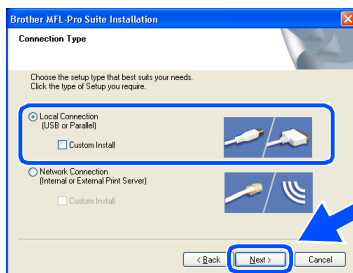 Brother MFL-Pro Suite Installation
Connection Type
Choose the setup type that best suits your needs.
Click the type of Setup you require.
Local Connection
(USB or Parallel)
Custom Install
Network Connection
(Internal or External Print Server)
Custom Install
< Back
Next >
Cancel